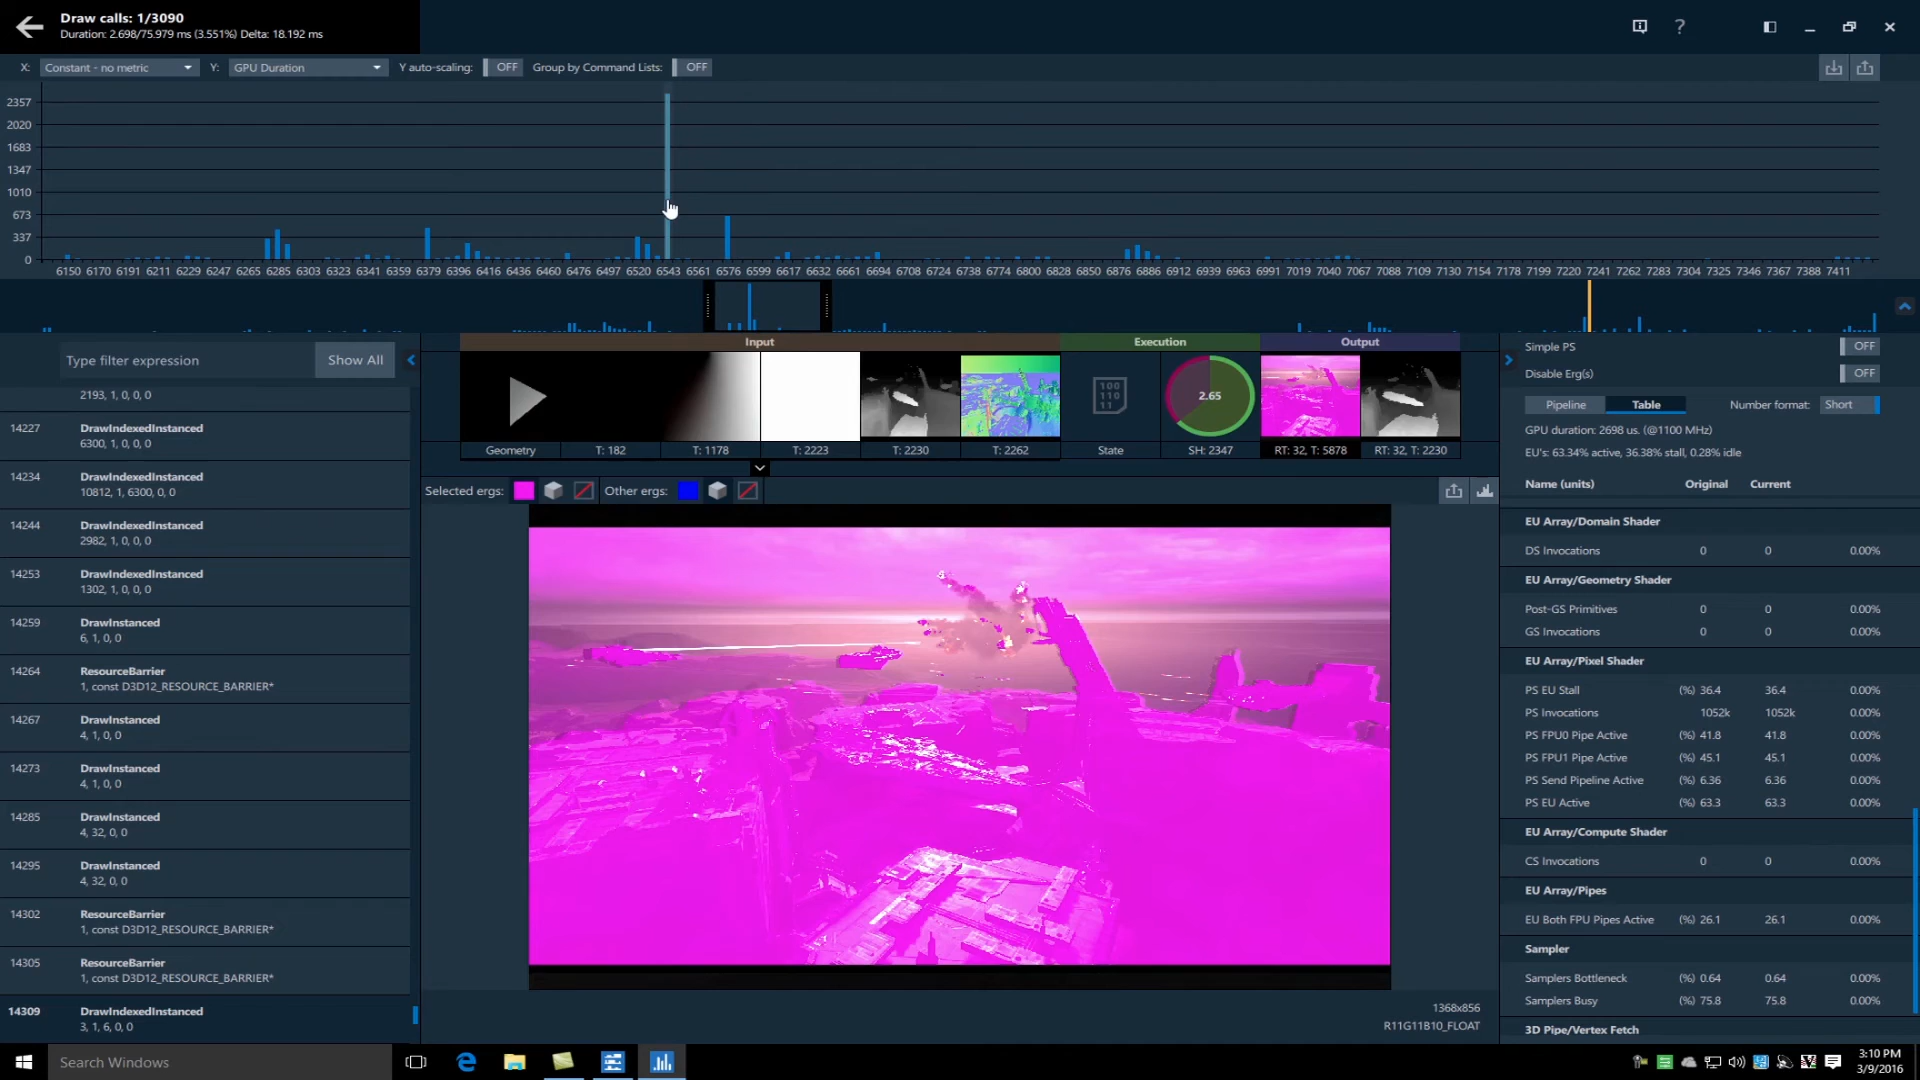 Draw calls: 1/3090
Duration: 2.698/75.979 ms (3.551%) Delta: 18.192 ms
X: Constant - no metric Y: GPU Duration Y auto-scaling: OFF Group by Command Lists: OFF
2357
2020
1683
1347
1010
673
337
0
6150 6170 6191 6211 6229 6247 6265 6285 6303 6323 6341 6359 6379 6396 6416 6436 6460 6476 6497 6520 6543 6561 6576 6599 6617 6632 6661 6694 6708 6724 6738 6774 6800 6828 6850 6876 6886 6912 6939 6963 6991 7019 7040 7067 7089 7109 7130 7149 7178 7199 7220 7241 7262 7283 7304 7325 7346 7367 7388 7411
Type filter expression Show All
2193, 1, 0, 0, 0
14227 DrawIndexedInstanced
6300, 1, 0, 0, 0
14234 DrawIndexedInstanced
10812, 1, 6300, 0, 0
14244 DrawIndexedInstanced
2982, 1, 0, 0, 0
14253 DrawIndexedInstanced
1302, 1, 0, 0, 0
14259 DrawInstanced
6, 1, 0, 0
14264 ResourceBarrier
1, const D3D12_RESOURCE_BARRIER*
14267 DrawInstanced
4, 1, 0, 0
14273 DrawInstanced
4, 1, 0, 0
14285 DrawInstanced
4, 32, 0, 0
14295 DrawInstanced
4, 32, 0, 0
14302 ResourceBarrier
1, const D3D12_RESOURCE_BARRIER*
14305 ResourceBarrier
1, const D3D12_RESOURCE_BARRIER*
14309 DrawIndexedInstanced
3, 1, 6, 0, 0
Input Execution Output
100
110
11
2.65
Geometry T: 182 T: 1178 T: 2223 T: 2230 T: 2262 State SH: 2347 RT: 32, T: 5878 RT: 32, T: 2230
Selected ergs: Other ergs:
1368x856
R11G11B10_FLOAT
Simple PS OFF
Disable Erg(s) OFF
Pipeline Table Number format: Short
GPU duration: 2698 us. (@1100 MHz)
EU's: 63.34% active, 36.38% stall, 0.28% idle
Name (units) Original Current
EU Array/Domain Shader
DS Invocations 0 0 0.00%
EU Array/Geometry Shader
Post-GS Primitives 0 0 0.00%
GS Invocations 0 0 0.00%
EU Array/Pixel Shader
PS EU Stall (%) 36.4 36.4 0.00%
PS Invocations 1052k 1052k 0.00%
PS FPU0 Pipe Active (%) 41.8 41.8 0.00%
PS FPU1 Pipe Active (%) 45.1 45.1 0.00%
PS Send Pipeline Active (%) 6.36 6.36 0.00%
PS EU Active (%) 63.3 63.3 0.00%
EU Array/Compute Shader
CS Invocations 0 0 0.00%
EU Array/Pipes
EU Both FPU Pipes Active (%) 26.1 26.1 0.00%
Sampler
Samplers Bottleneck (%) 0.64 0.64 0.00%
Samplers Busy (%) 75.8 75.8 0.00%
3D Pipe/Vertex Fetch
Search Windows
3:10 PM
3/9/2016